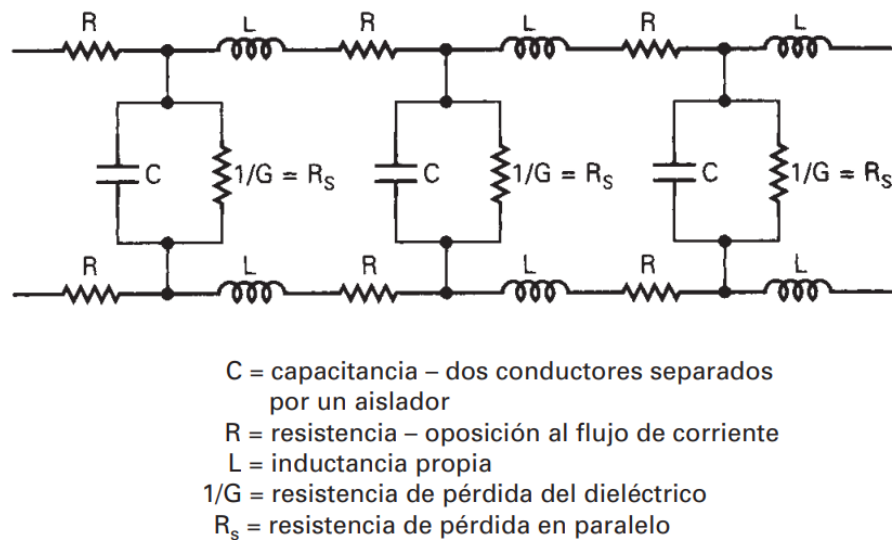 R L R L R L
C 1/G = R_S C 1/G = R_S C 1/G = R_S
R L R L R L
C = capacitancia – dos conductores separados
por un aislador
R = resistencia – oposición al flujo de corriente
L = inductancia propia
1/G = resistencia de pérdida del dieléctrico
R_s = resistencia de pérdida en paralelo